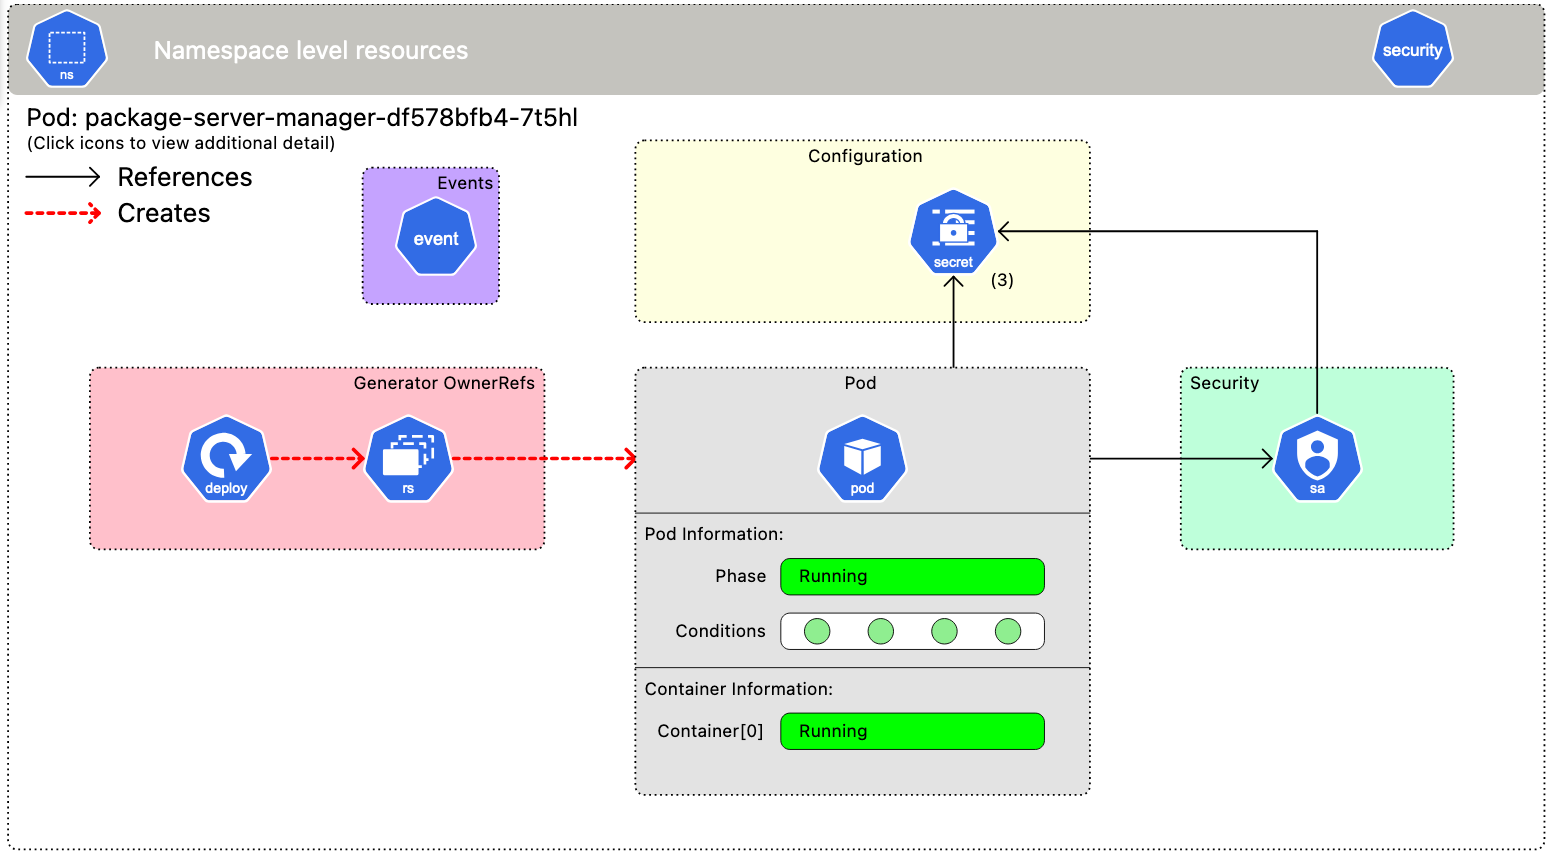 ns
Namespace level resources
security
Pod: package-server-manager-df578bfb4-7t5hl
(Click icons to view additional detail)
References
Creates
Events
event
Configuration
secret
(3)
Generator OwnerRefs
deploy
rs
Pod
pod
Security
sa
Pod Information:
Phase
Running
Conditions
Container Information:
Container[0]
Running